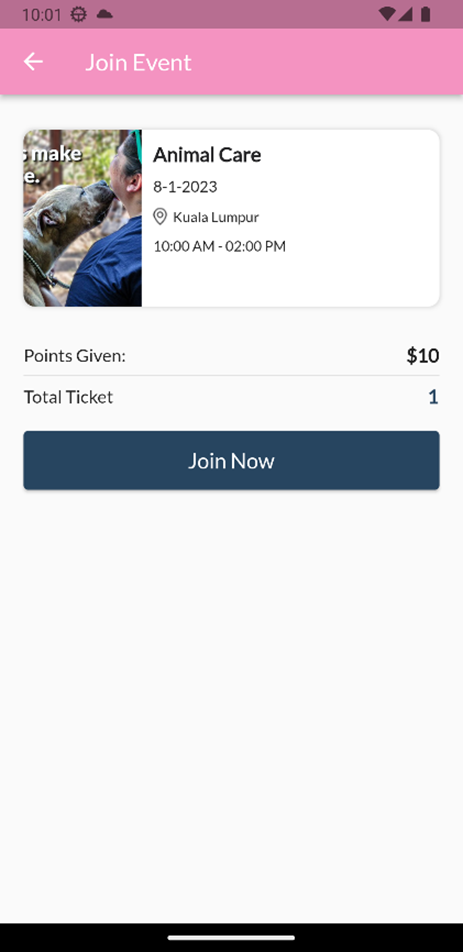 10:01
Join Event
s make
e.
Animal Care
8-1-2023
Kuala Lumpur
10:00 AM - 02:00 PM
Points Given: $10
Total Ticket 1
Join Now